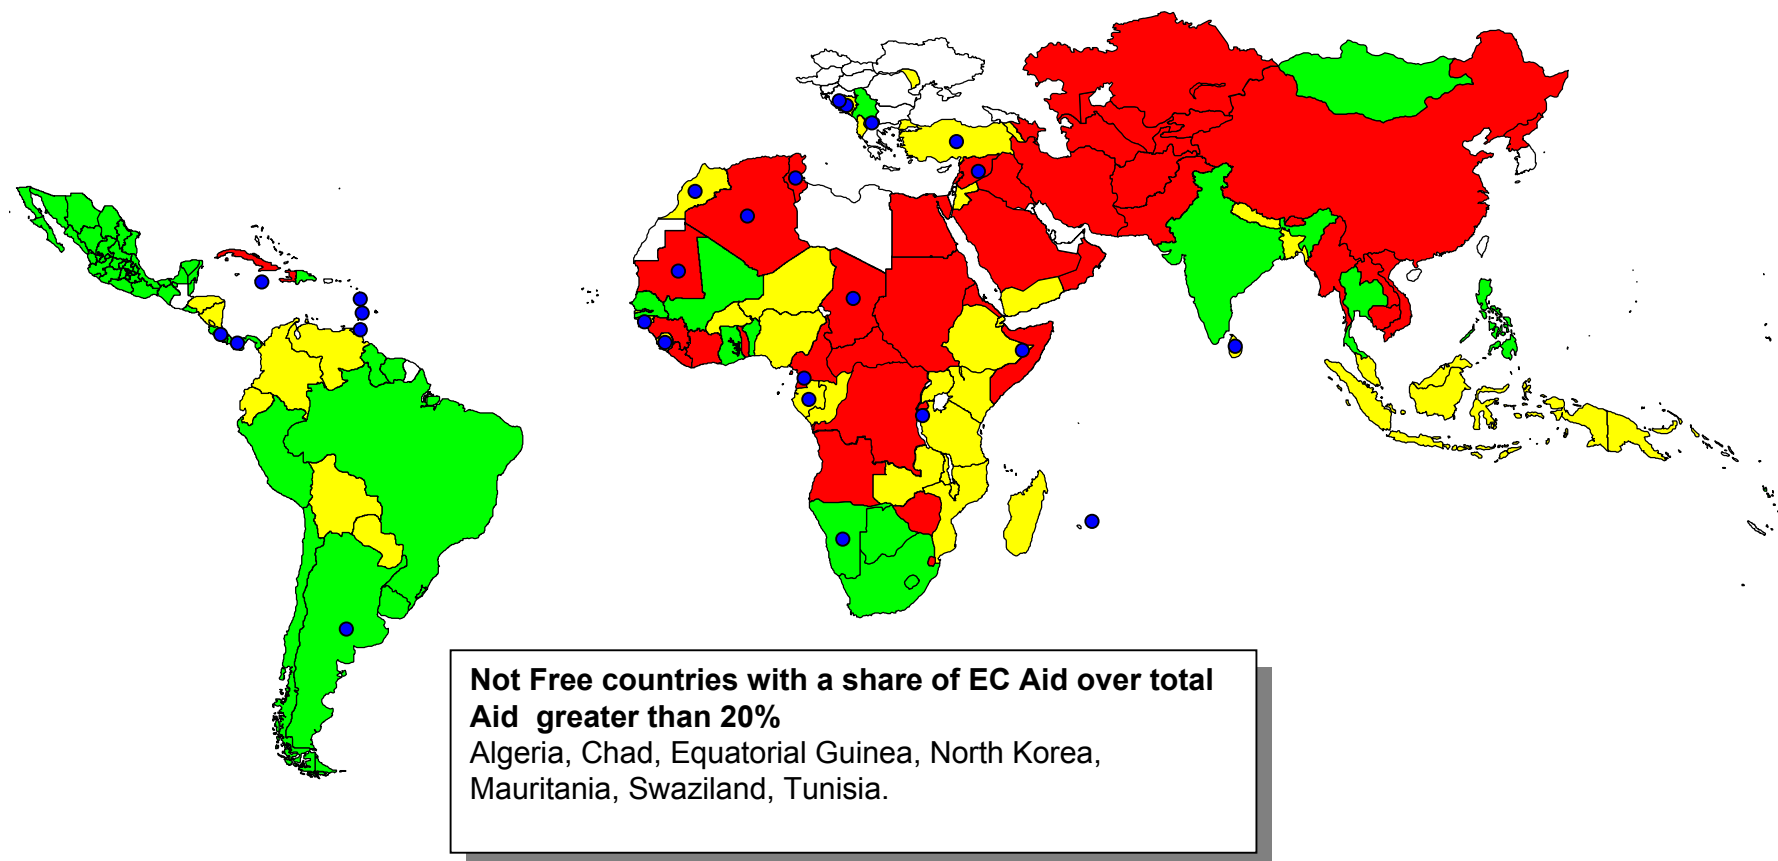 Not Free countries with a share of EC Aid over total
Aid  greater than 20%
Algeria, Chad, Equatorial Guinea, North Korea,
Mauritania, Swaziland, Tunisia.